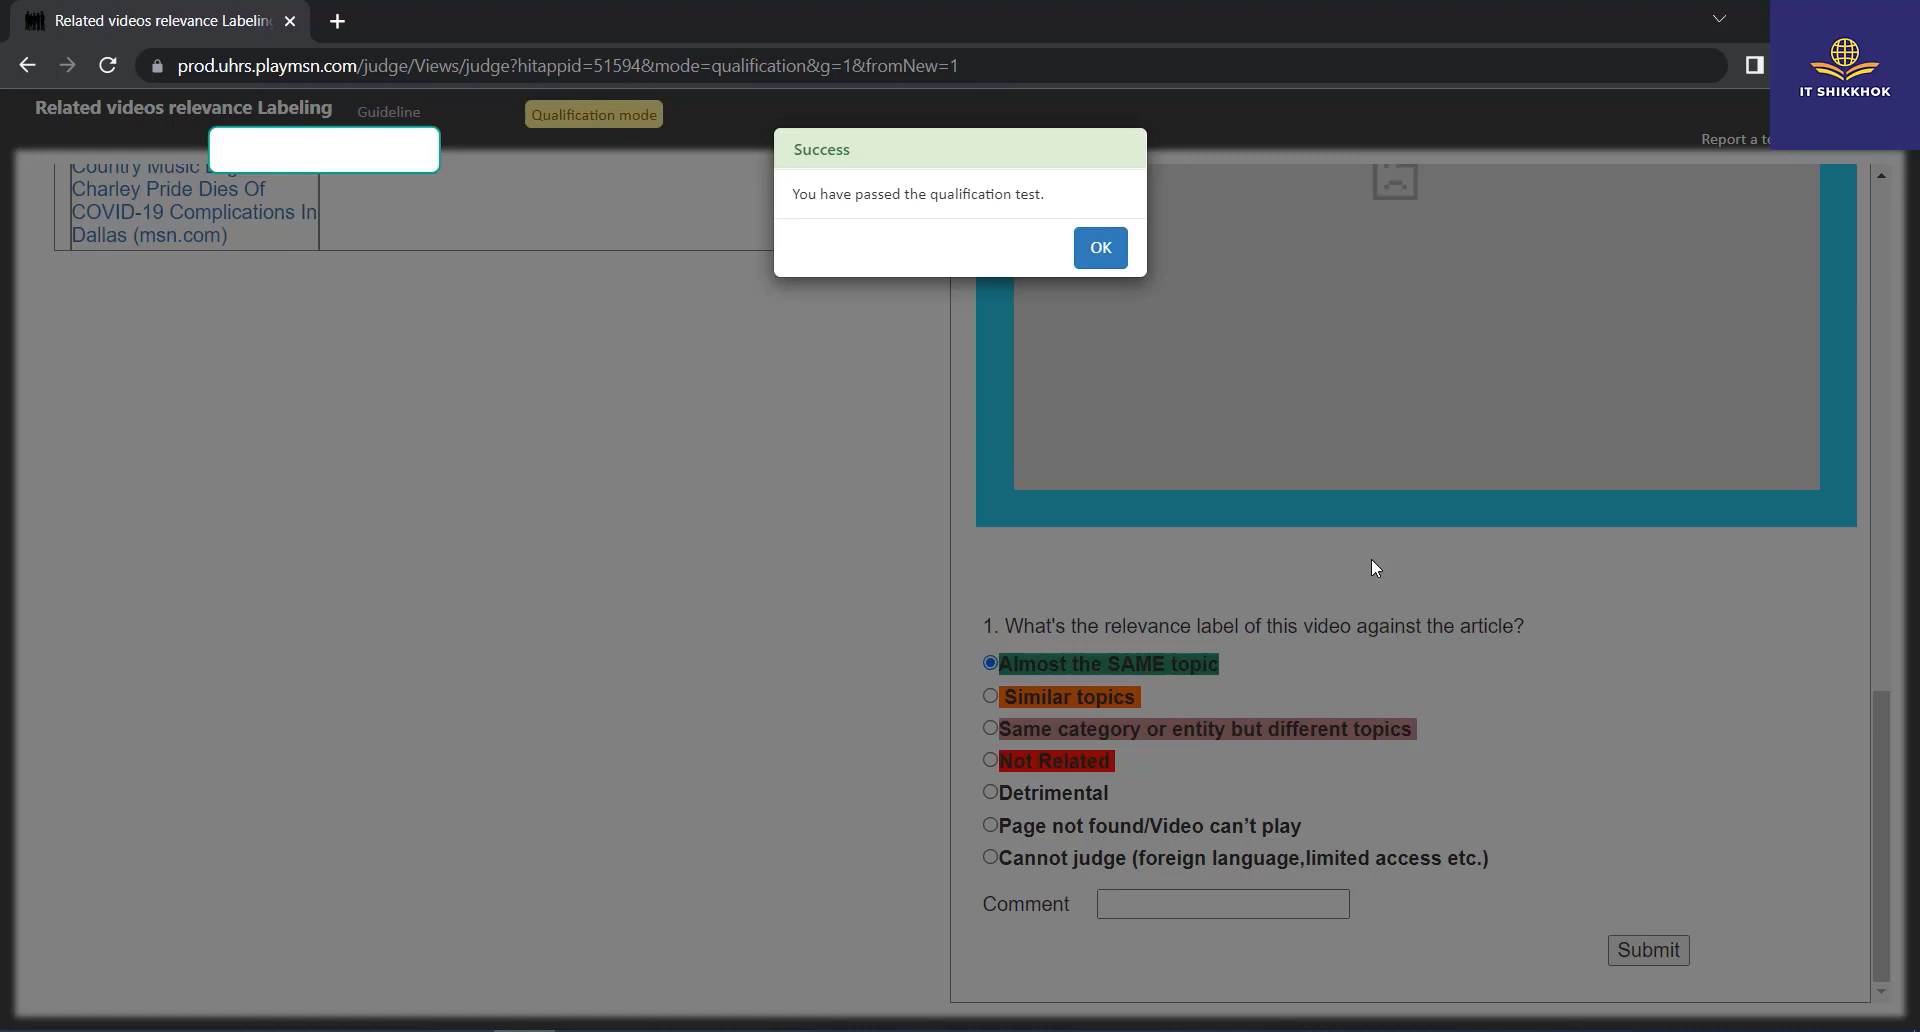 Related videos relevance Labelin
prod.uhrs.playmsn.com/judge/Views/judge?hitappid=51594&mode=qualification&g=1&fromNew=1
IT SHIKKHOK
Related videos relevance Labeling
Guideline
Qualification mode
Report a te
Success
You have passed the qualification test.
OK
Country Music
Charley Pride Dies Of
COVID-19 Complications In
Dallas (msn.com)
1. What's the relevance label of this video against the article?
Almost the SAME topic
Similar topics
Same category or entity but different topics
Not Related
Detrimental
Page not found/Video can’t play
Cannot judge (foreign language,limited access etc.)
Comment
Submit